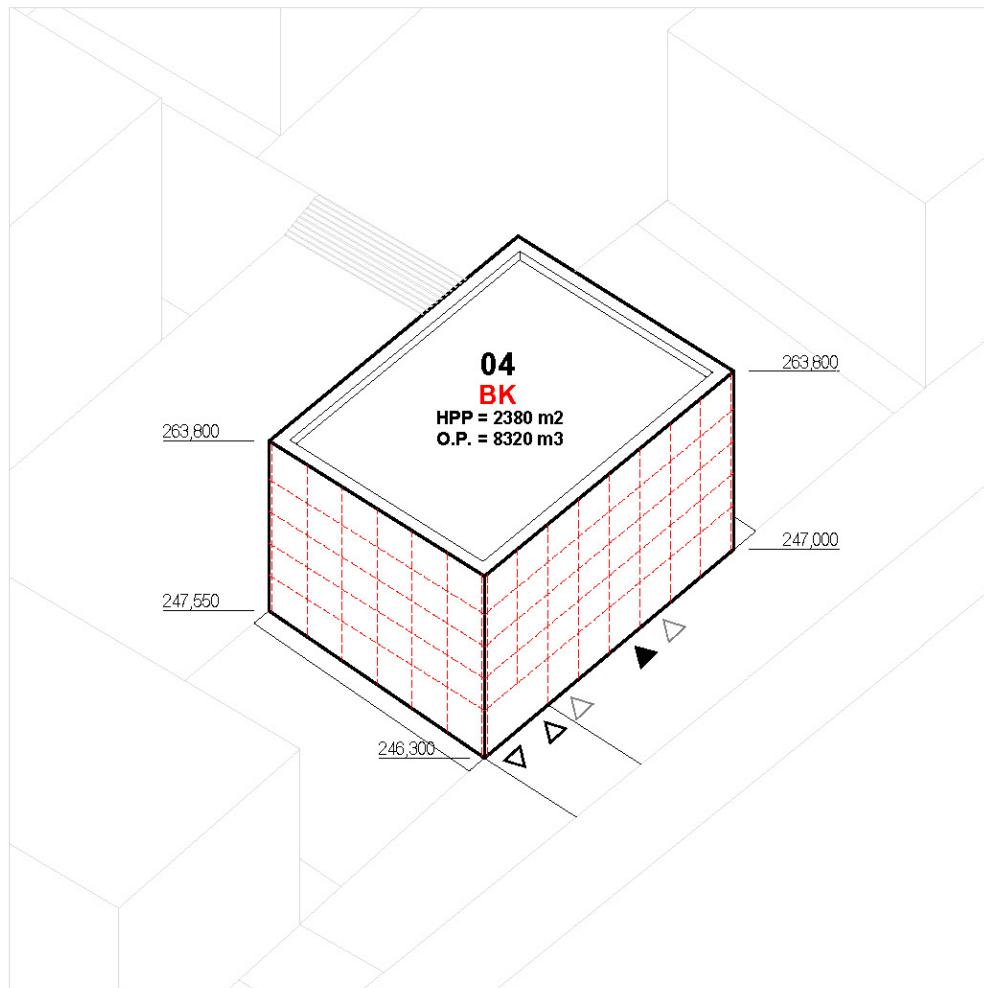 04
BK
HPP = 2380 m2
O.P. = 8320 m3
263,800
263,800
247,000
247,550
246,300